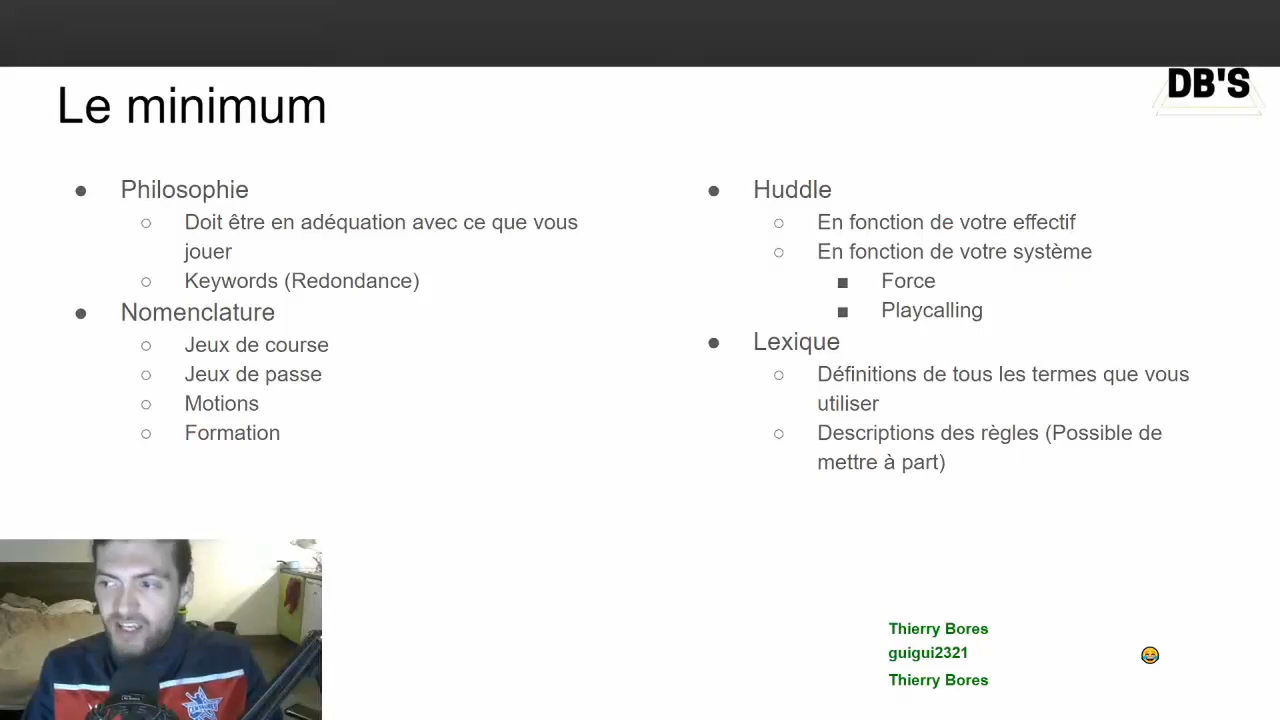 DB'S
Le minimum
Philosophie
Doit être en adéquation avec ce que vous
jouer
Keywords (Redondance)
Nomenclature
Jeux de course
Jeux de passe
Motions
Formation
Huddle
En fonction de votre effectif
En fonction de votre système
Force
Playcalling
Lexique
Définitions de tous les termes que vous
utiliser
Descriptions des règles (Possible de
mettre à part)
Thierry Bores
guigui2321
Thierry Bores